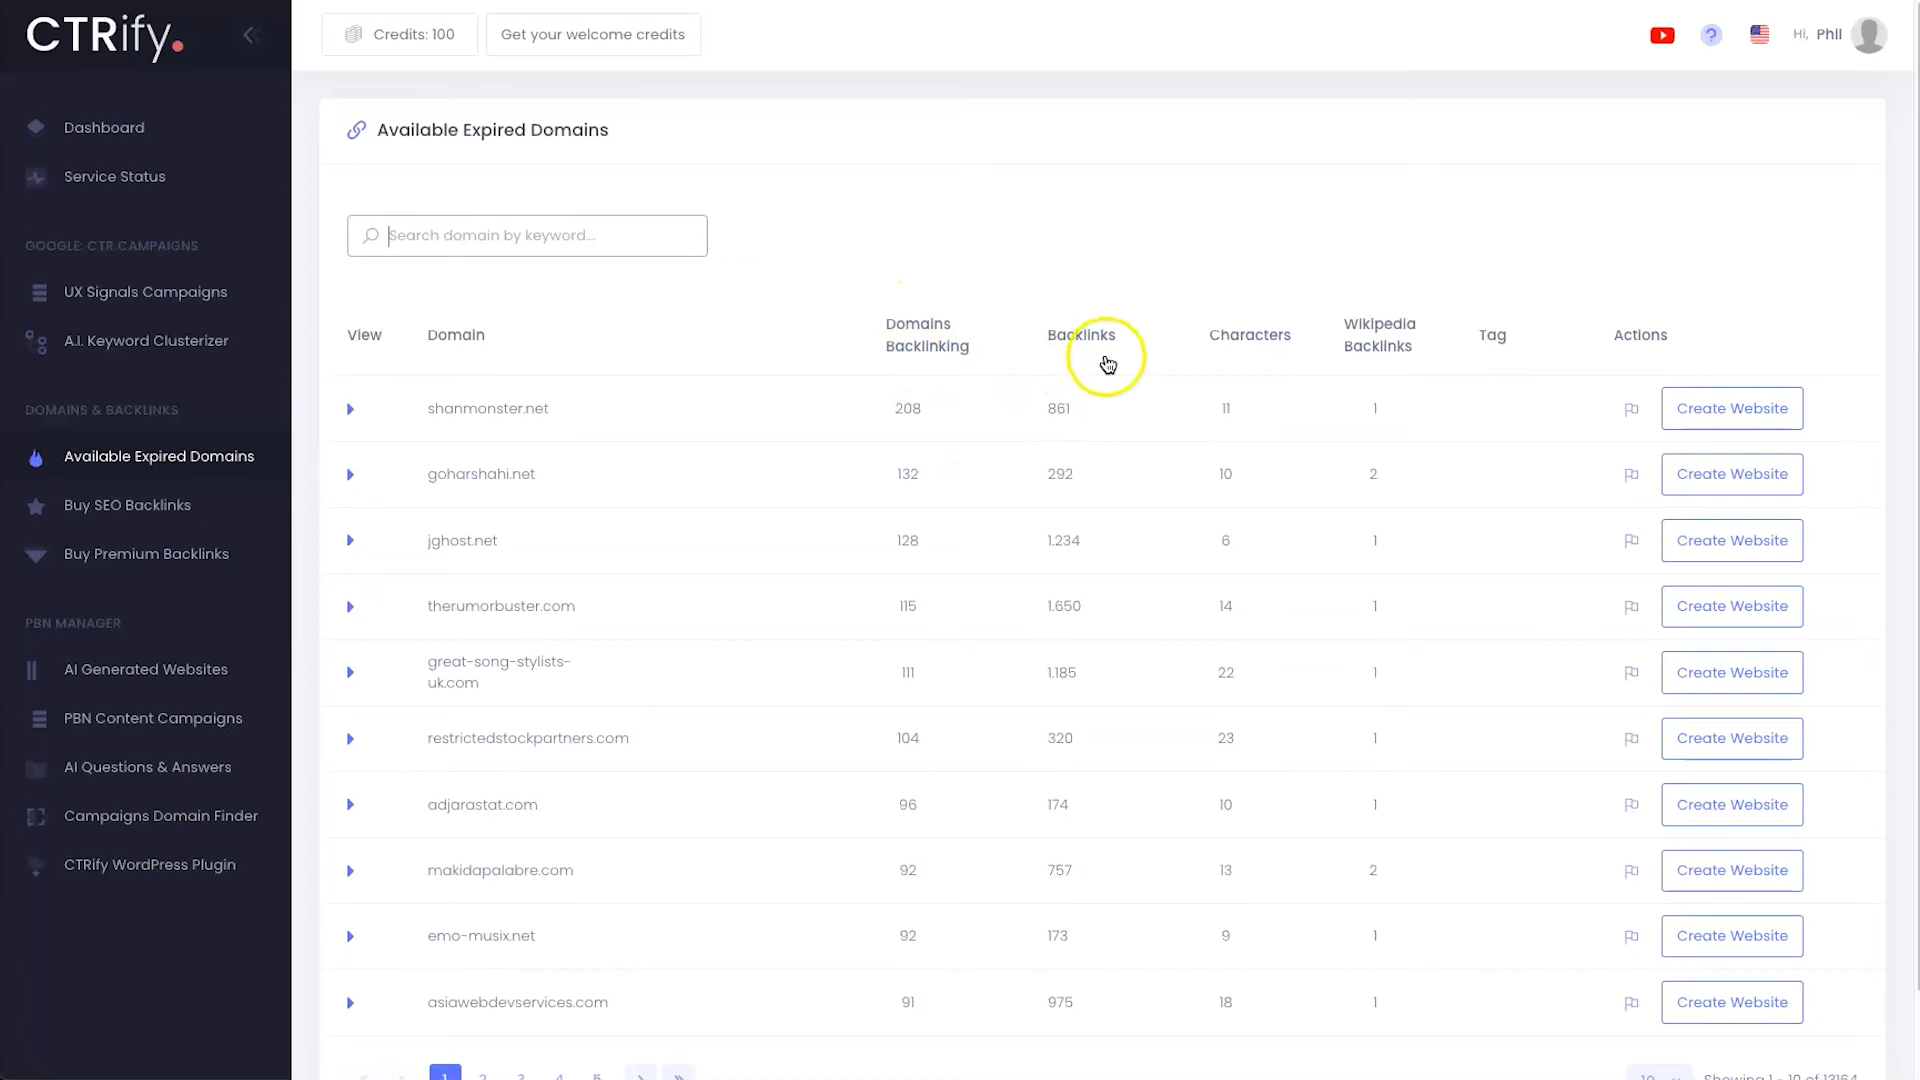 CTRify.
Credits: 100
Get your welcome credits
?
Hi, Phil
Dashboard
Service Status
GOOGLE: CTR CAMPAIGNS
UX Signals Campaigns
A.I. Keyword Clusterizer
DOMAINS & BACKLINKS
Available Expired Domains
Buy SEO Backlinks
Buy Premium Backlinks
PBN MANAGER
AI Generated Websites
PBN Content Campaigns
AI Questions & Answers
Campaigns Domain Finder
CTRify WordPress Plugin
Available Expired Domains
Search domain by keyword...
View Domain Domains Backlinking Backlinks Characters Wikipedia Backlinks Tag Actions
shanmonster.net 208 861 11 1 Create Website
goharshahi.net 132 292 10 2 Create Website
jghost.net 128 1.234 6 1 Create Website
therumorbuster.com 115 1.650 14 1 Create Website
great-song-stylists-
uk.com 111 1.185 22 1 Create Website
restrictedstockpartners.com 104 320 23 1 Create Website
adjarastat.com 96 174 10 1 Create Website
makidapalabre.com 92 757 13 2 Create Website
emo-musix.net 92 173 9 1 Create Website
asiawebdevservices.com 91 975 18 1 Create Website
1 2 3 4 5 10 Showing 1 - 10 of 13164